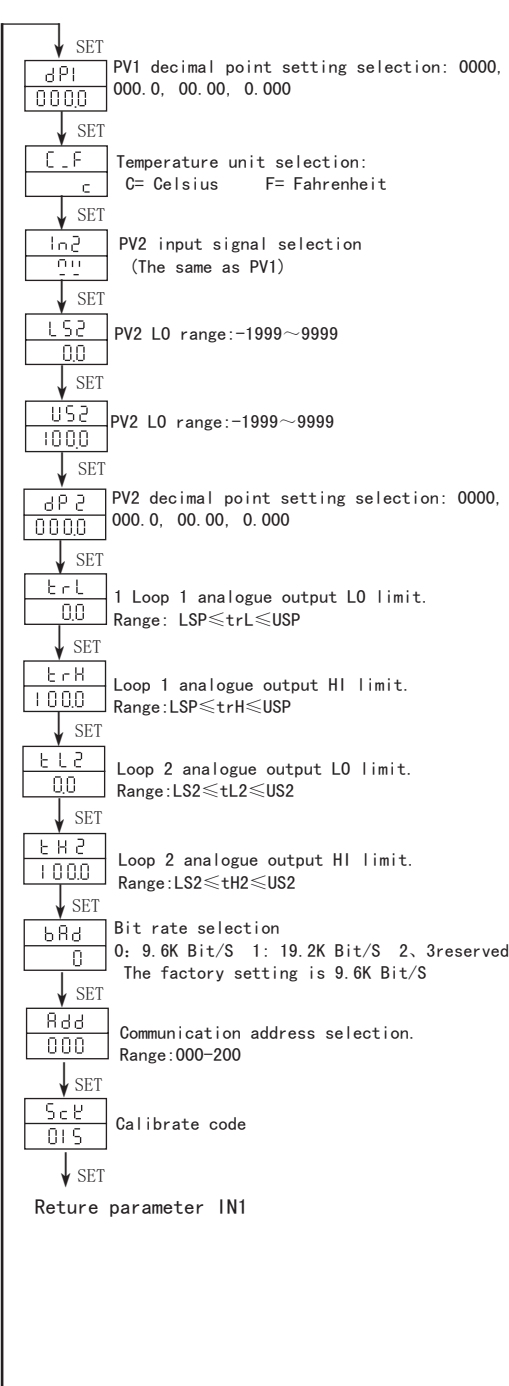 SET
dP1
000.0
PV1 decimal point setting selection: 0000,
000.0, 00.00, 0.000
SET
C_F
c
Temperature unit selection:
C= Celsius F= Fahrenheit
SET
In2
PV2 input signal selection
(The same as PV1)
SET
LS2
0.0
PV2 LO range:-1999～9999
SET
US2
100.0
PV2 LO range:-1999～9999
SET
dP2
000.0
PV2 decimal point setting selection: 0000,
000.0, 00.00, 0.000
SET
trL
0.0
1 Loop 1 analogue output LO limit.
Range: LSP≤trL≤USP
SET
trH
100.0
Loop 1 analogue output HI limit.
Range:LSP≤trH≤USP
SET
tL2
0.0
Loop 2 analogue output LO limit.
Range:LS2≤tL2≤US2
SET
tH2
100.0
Loop 2 analogue output HI limit.
Range:LS2≤tH2≤US2
SET
bAd
0
Bit rate selection
0: 9.6K Bit/S 1: 19.2K Bit/S 2、3reserved
The factory setting is 9.6K Bit/S
SET
Add
000
Communication address selection.
Range:000-200
SET
ScY
015
Calibrate code
SET
Reture parameter IN1